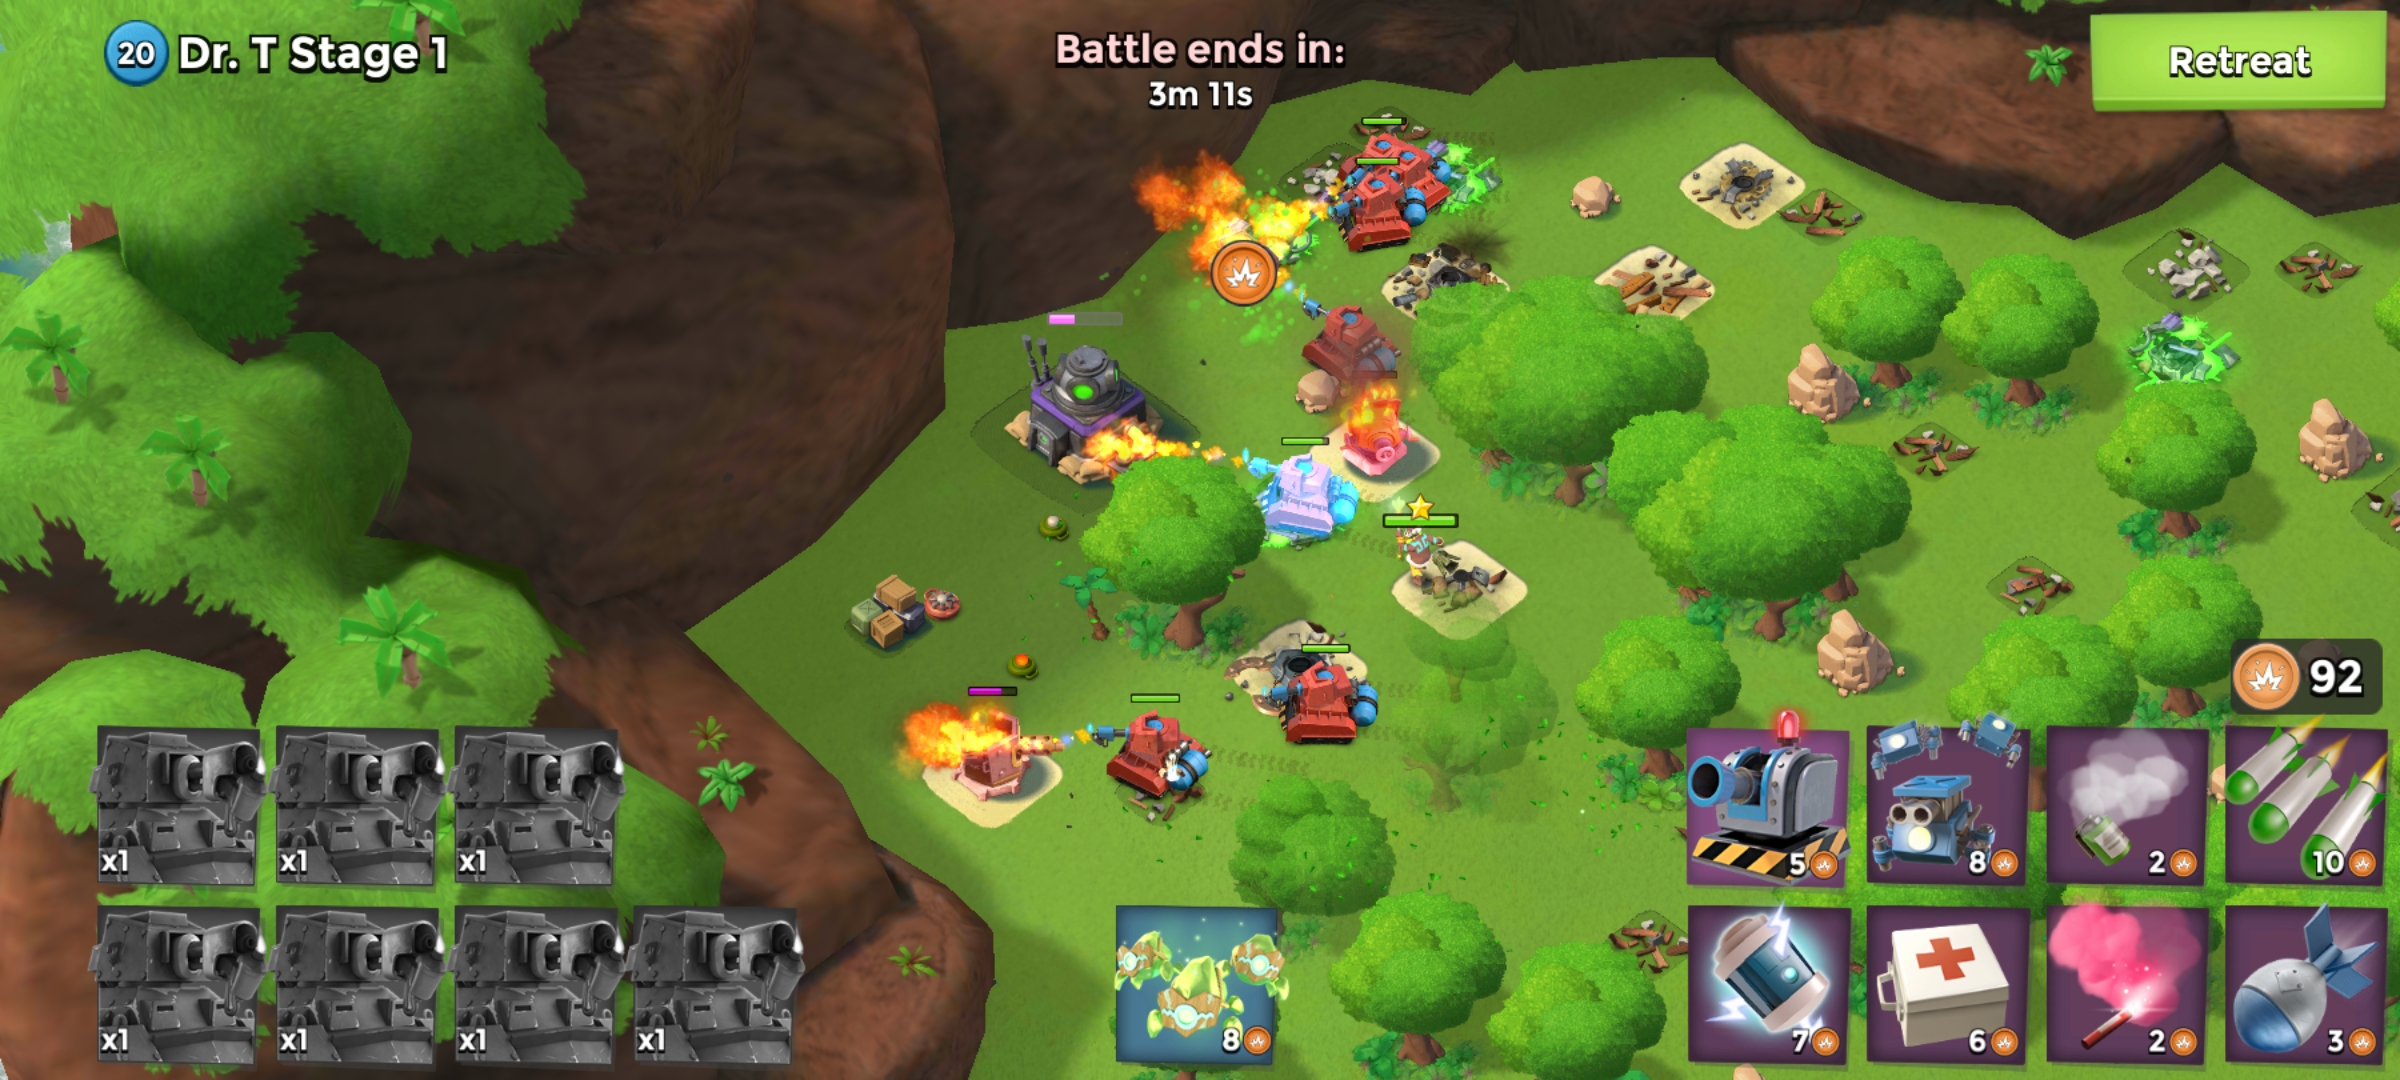 20 Dr. T Stage 1
Battle ends in:
3m 11s
Retreat
92
x1 x1 x1
5 8 2 10
x1 x1 x1 x1
8
7 6 2 3